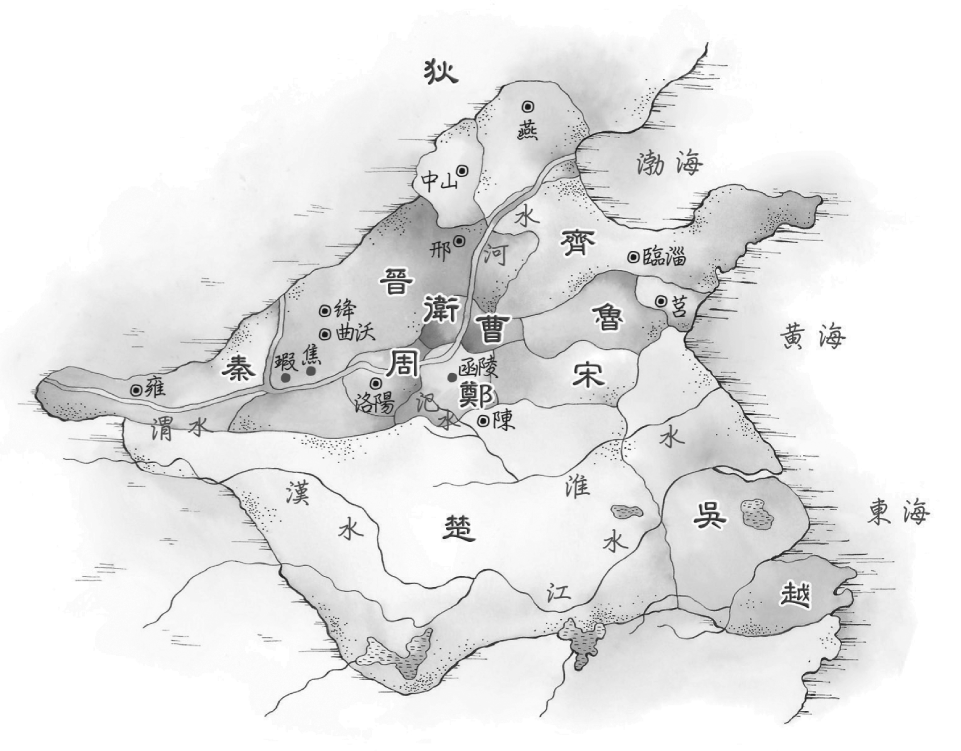 狄
燕
中山
渤海
河水
邢
齊
臨淄
晉
莒
絳
曲沃
衛
曹
魯
黄海
瑕
焦
秦
周
函陵
宋
雍
洛陽
鄭
氾水
陳
渭水
水
漢水
淮水
楚
吳
東海
江
越